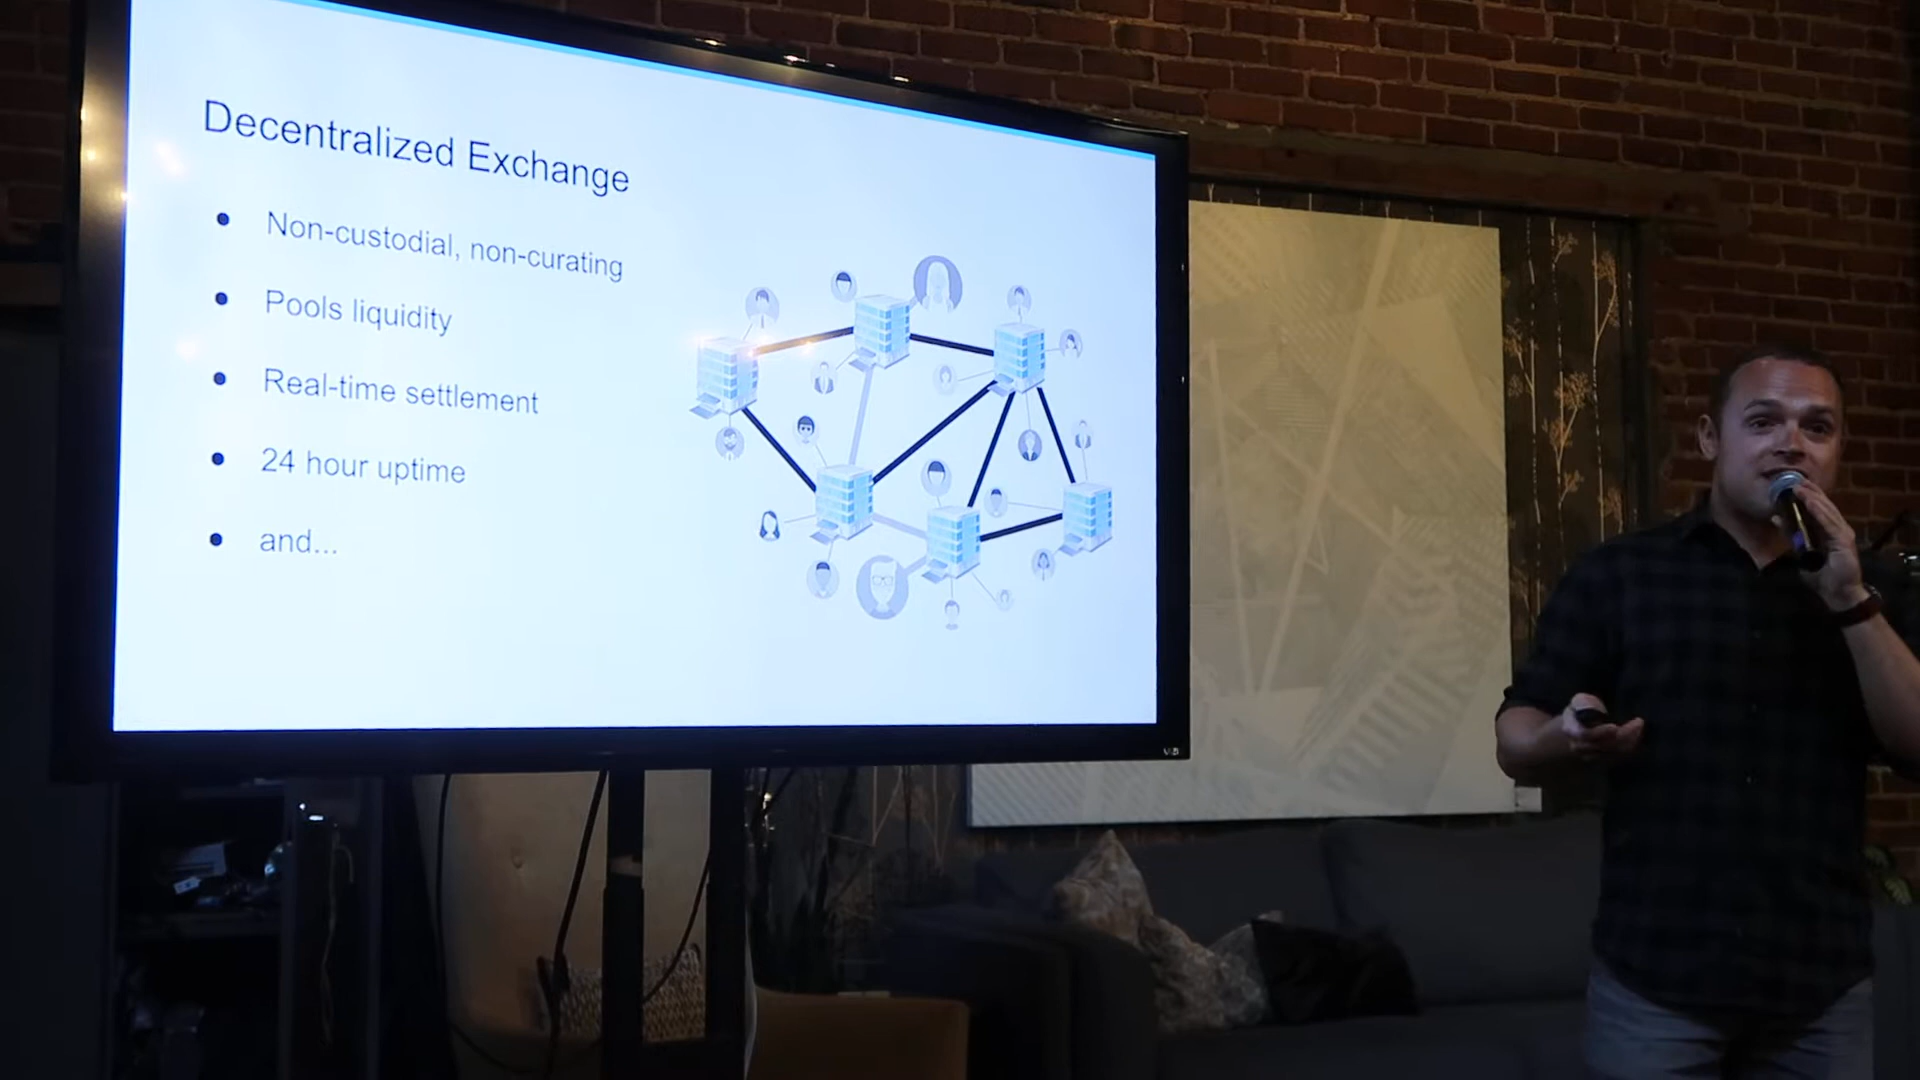 Decentralized Exchange
● Non-custodial, non-curating
● Pools liquidity
● Real-time settlement
● 24 hour uptime
● and...